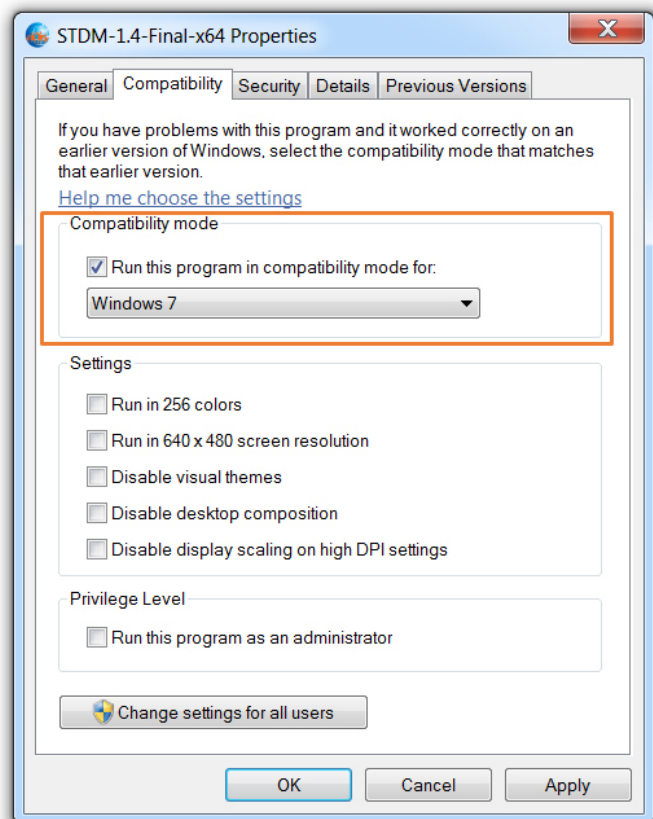 STDM-1.4-Final-x64 Properties
General Compatibility Security Details Previous Versions
If you have problems with this program and it worked correctly on an
earlier version of Windows, select the compatibility mode that matches
that earlier version.
Help me choose the settings
Compatibility mode
Run this program in compatibility mode for:
Windows 7
Settings
Run in 256 colors
Run in 640 x 480 screen resolution
Disable visual themes
Disable desktop composition
Disable display scaling on high DPI settings
Privilege Level
Run this program as an administrator
Change settings for all users
OK Cancel Apply